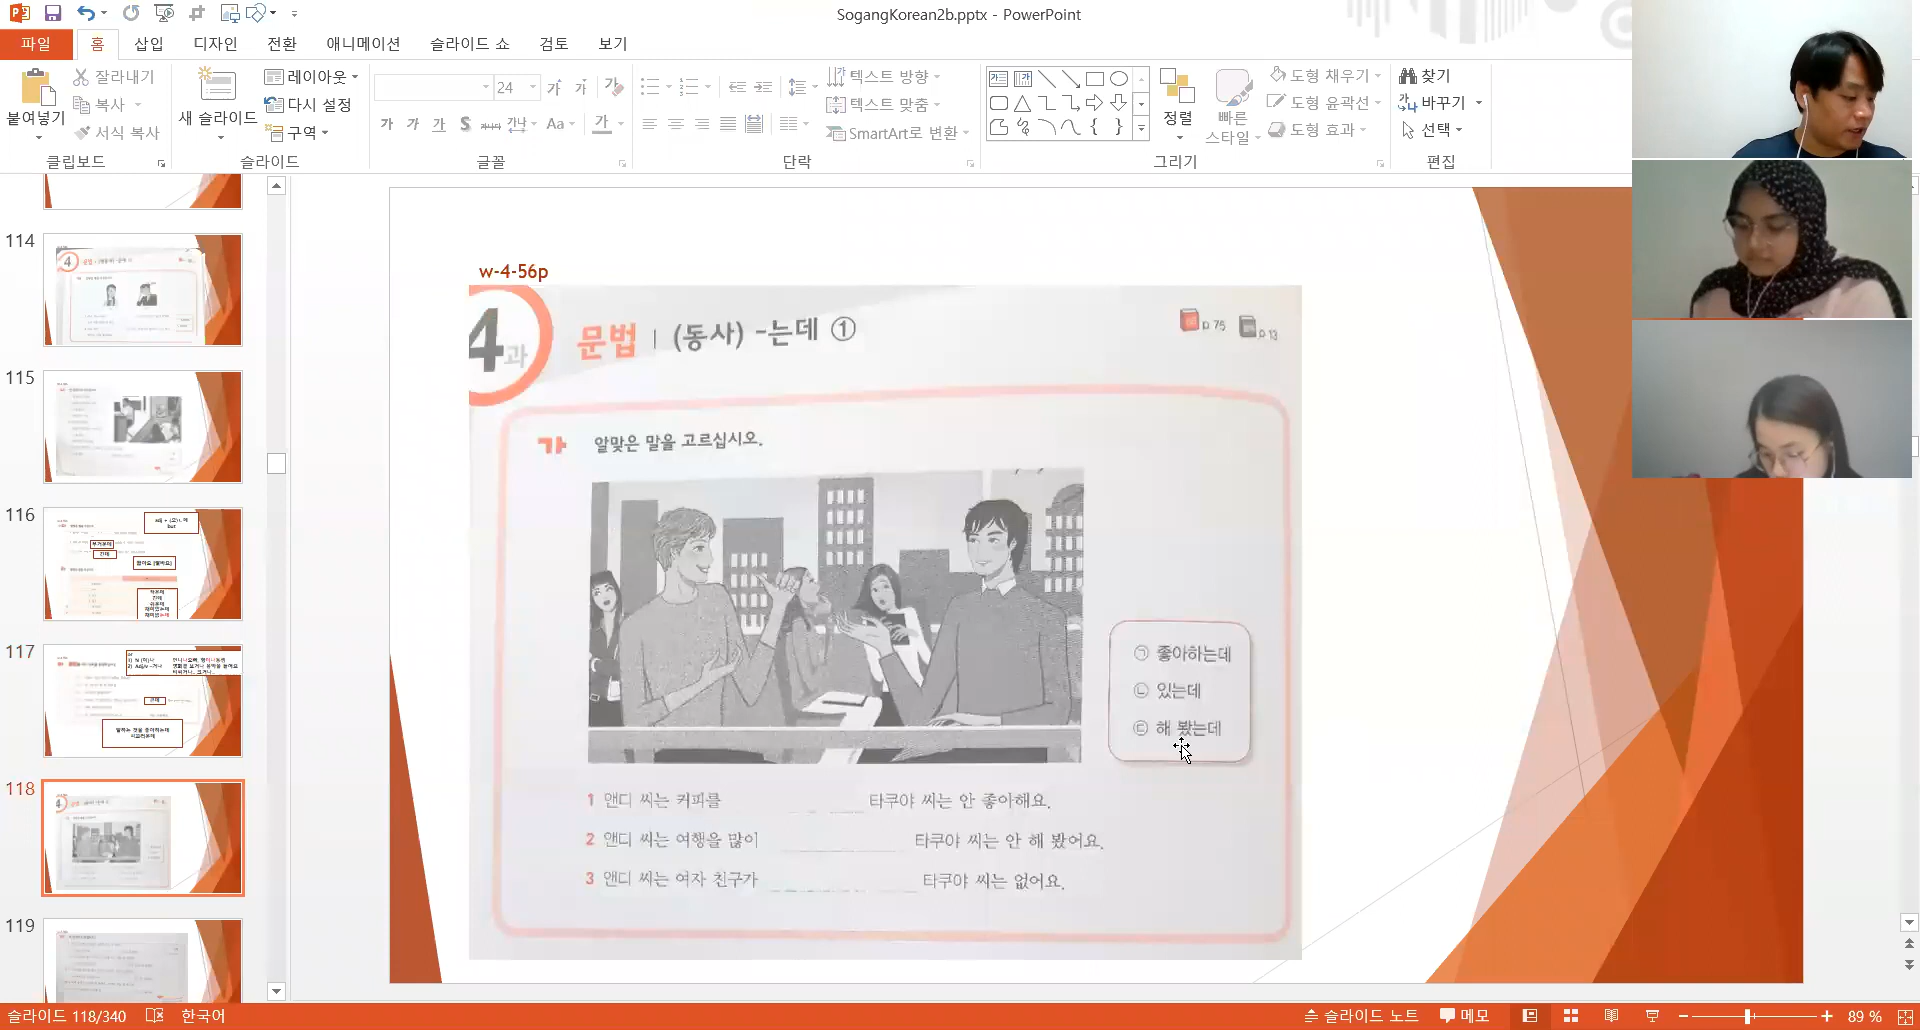 SogangKorean2b.pptx - PowerPoint
파일
홈
삽입
디자인
전환
애니메이션
슬라이드 쇼
검토
보기
붙여넣기
잘라내기
복사
서식 복사
클립보드
새 슬라이드
레이아웃
다시 설정
구역
슬라이드
24
글꼴
텍스트 방향
텍스트 맞춤
SmartArt로 변환
단락
정렬
빠른 스타일
도형 채우기
도형 윤곽선
도형 효과
그리기
찾기
바꾸기
선택
편집
114
115
116
117
118
119
w-4-56p
4과
문법 | (동사) -는데 ①
p 75
p 13
가 알맞은 말을 고르십시오.
㉠ 좋아하는데
㉡ 있는데
㉢ 해 봤는데
1 앤디 씨는 커피를 타쿠야 씨는 안 좋아해요.
2 앤디 씨는 여행을 많이 타쿠야 씨는 안 해 봤어요.
3 앤디 씨는 여자 친구가 타쿠야 씨는 없어요.
슬라이드 118/340
한국어
슬라이드 노트
메모
89 %